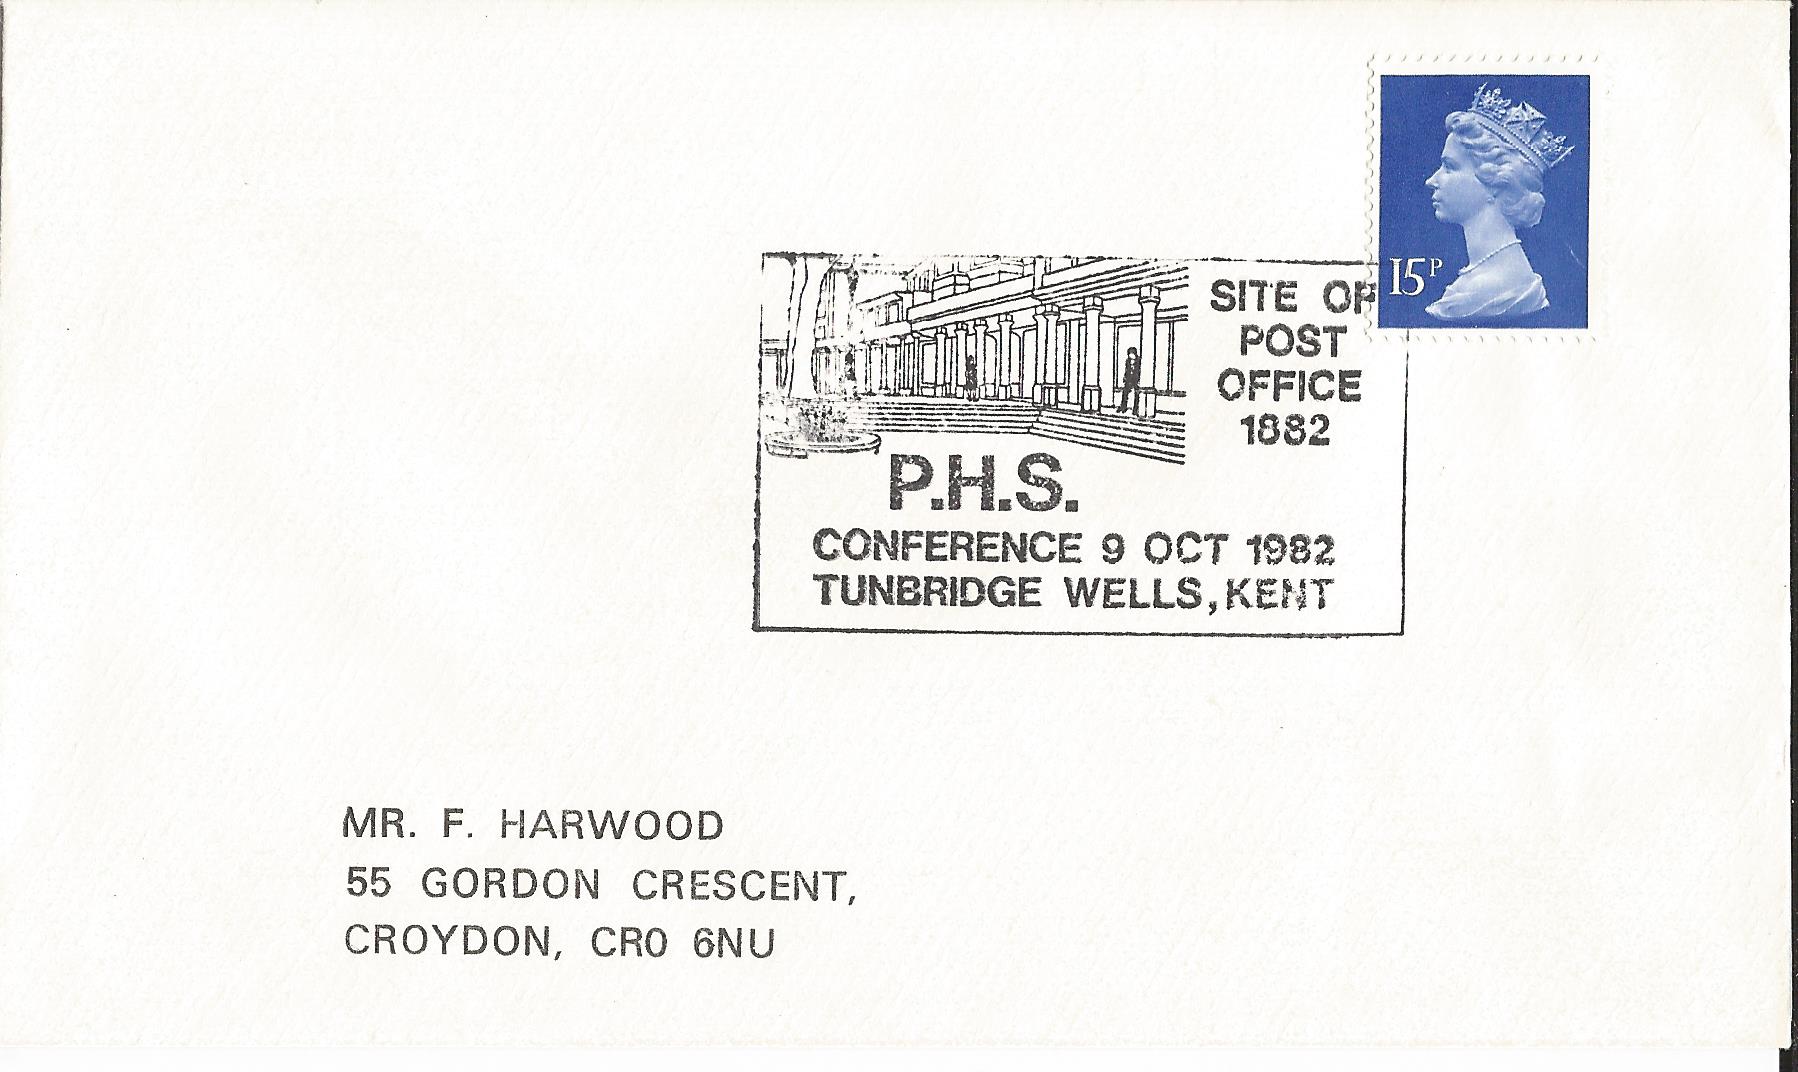 15P
SITE OF
POST
OFFICE
1882
P.H.S.
CONFERENCE 9 OCT 1982
TUNBRIDGE WELLS, KENT
MR. F. HARWOOD
55 GORDON CRESCENT,
CROYDON, CR0 6NU